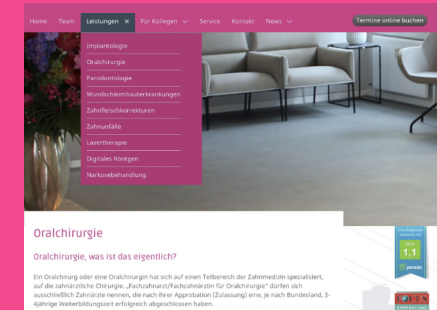 Home Team Leistungen Für Kollegen Service Kontakt News
Termine online buchen
Implantologie
Oralchirurgie
Parodontologie
Mundschleimhauterkrankungen
Zahnfleischkorrekturen
Zahnunfälle
Lasertherapie
Digitales Röntgen
Narkosebehandlung
Oralchirurgie
Oralchirurgie, was ist das eigentlich?
Ein Oralchirurg oder eine Oralchirurgin hat sich auf einen Teilbereich der Zahnmedizin spezialisiert,
auf die zahnärztliche Chirurgie. „Fachzahnarzt/Fachzahnärztin für Oralchirurgie“ dürfen sich
ausschließlich Zahnärzte nennen, die nach ihrer Approbation (Zulassung) eine, je nach Bundesland, 3-
4jährige Weiterbildungszeit erfolgreich abgeschlossen haben.
1,1
jameda